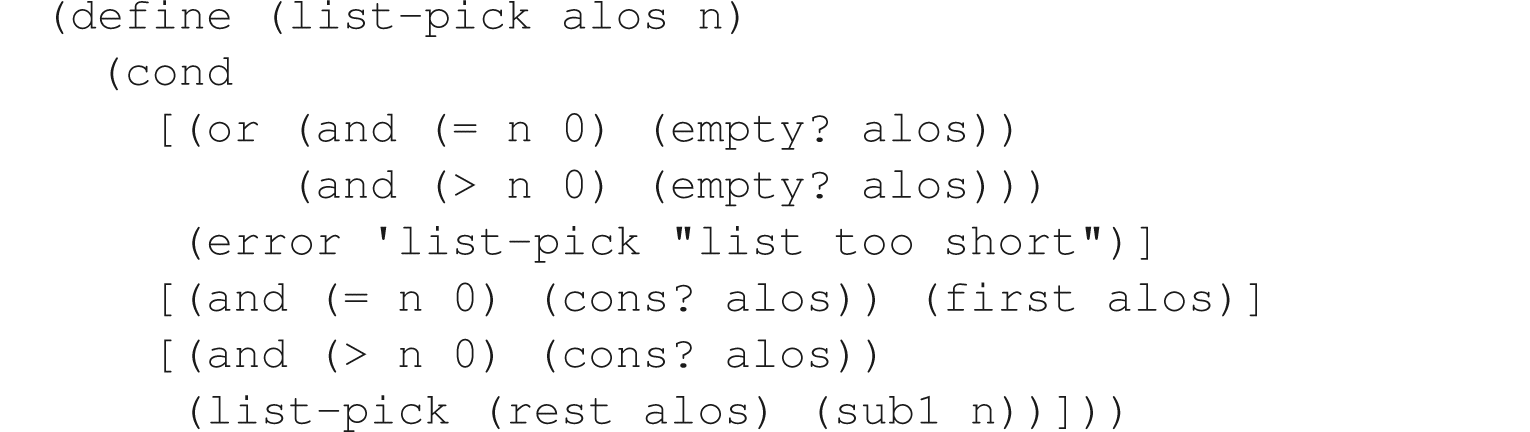 (define (list-pick alos n)
(cond
[(or (and (= n 0) (empty? alos))
(and (> n 0) (empty? alos)))
(error 'list-pick "list too short")]
[(and (= n 0) (cons? alos)) (first alos)]
[(and (> n 0) (cons? alos))
(list-pick (rest alos) (sub1 n))]))